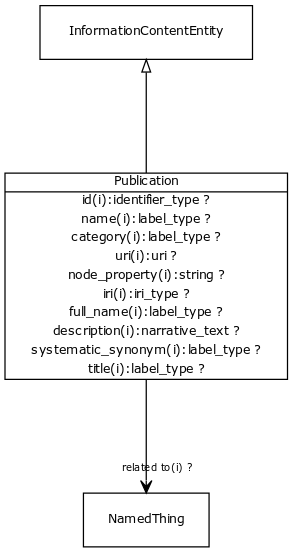 InformationContentEntity
Publication
id(i):identifier_type ?
name(i):label_type ?
category(i):label_type ?
uri(i):uri ?
node_property(i):string ?
iri(i):iri_type ?
full_name(i):label_type ?
description(i):narrative_text ?
systematic_synonym(i):label_type ?
title(i):label_type ?
related to(i) ?
NamedThing